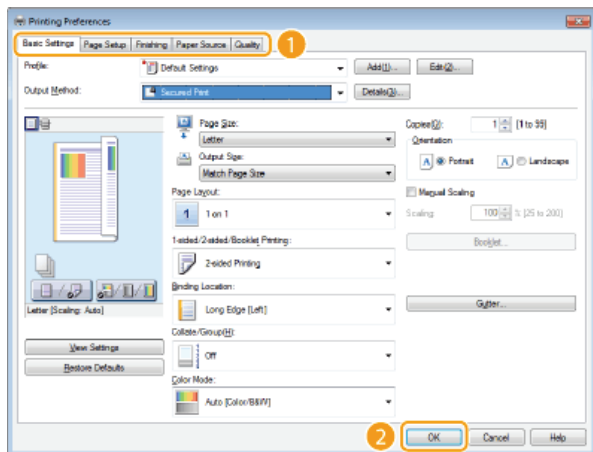 Printing Preferences
Basic Settings Page Setup Finishing Paper Source Quality 1
Profile: Default Settings Add(1)... Edit(2)...
Output Method: Secured Print Details(3)...
Page Size: Copies(Q): 1 [1 to 99]
Letter Orientation
Output Size: A Portrait A Landscape
Match Page Size
Page Layout: Manual Scaling
1 1 on 1 Scaling: 100 % [25 to 200]
1-sided/2-sided/Booklet Printing: Booklet...
2-sided Printing
Binding Location:
Long Edge [Left] Gutter...
Letter [Scaling: Auto]
Collate/Group(H):
View Settings Off
Restore Defaults
Color Mode:
Auto [Color/B&W]
2 OK Cancel Help